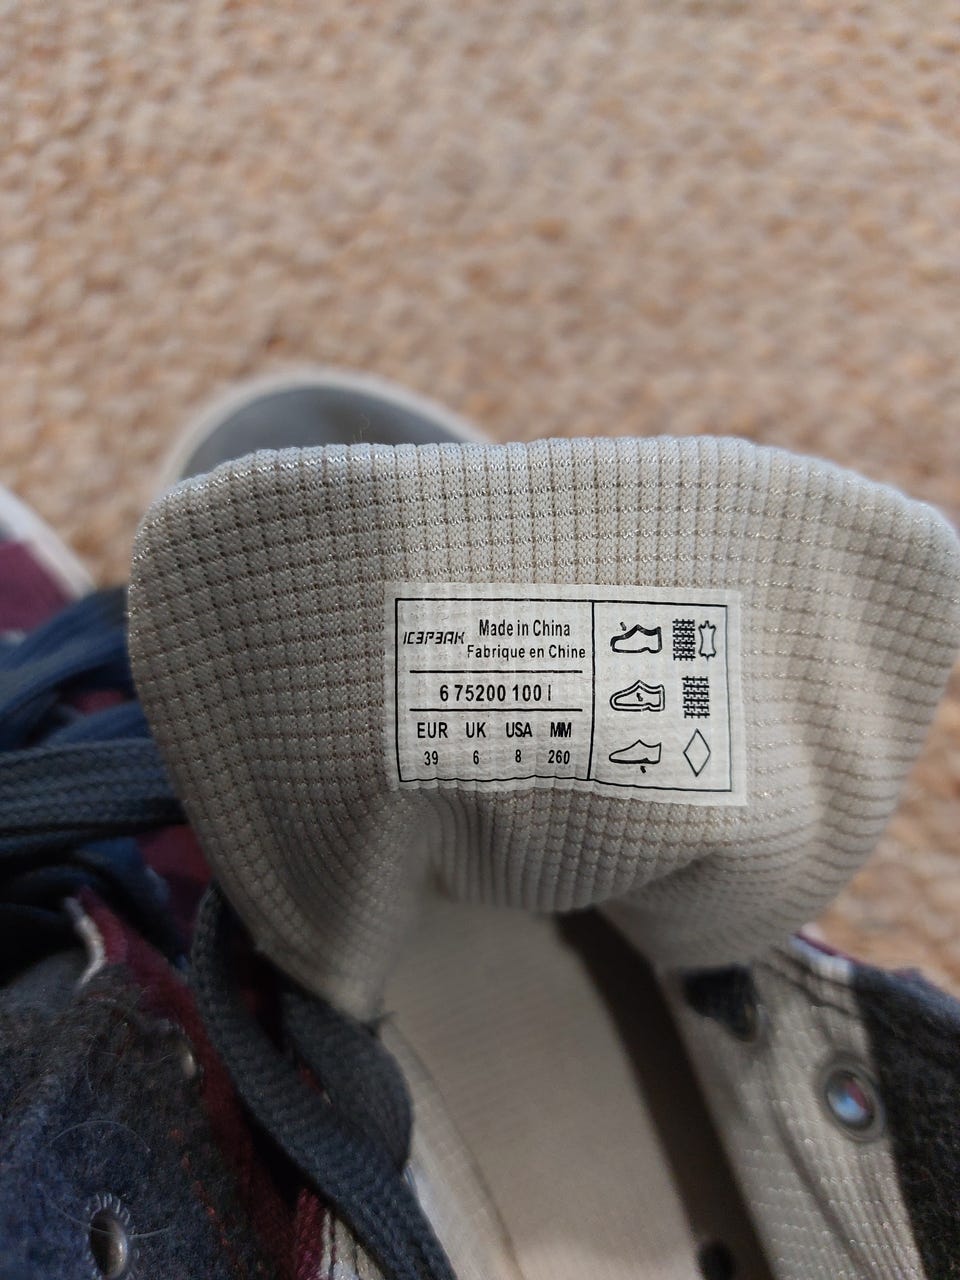 ICEPEAK Made in China
Fabrique en Chine
6 75200 100 I
EUR UK USA MM
39 6 8 260